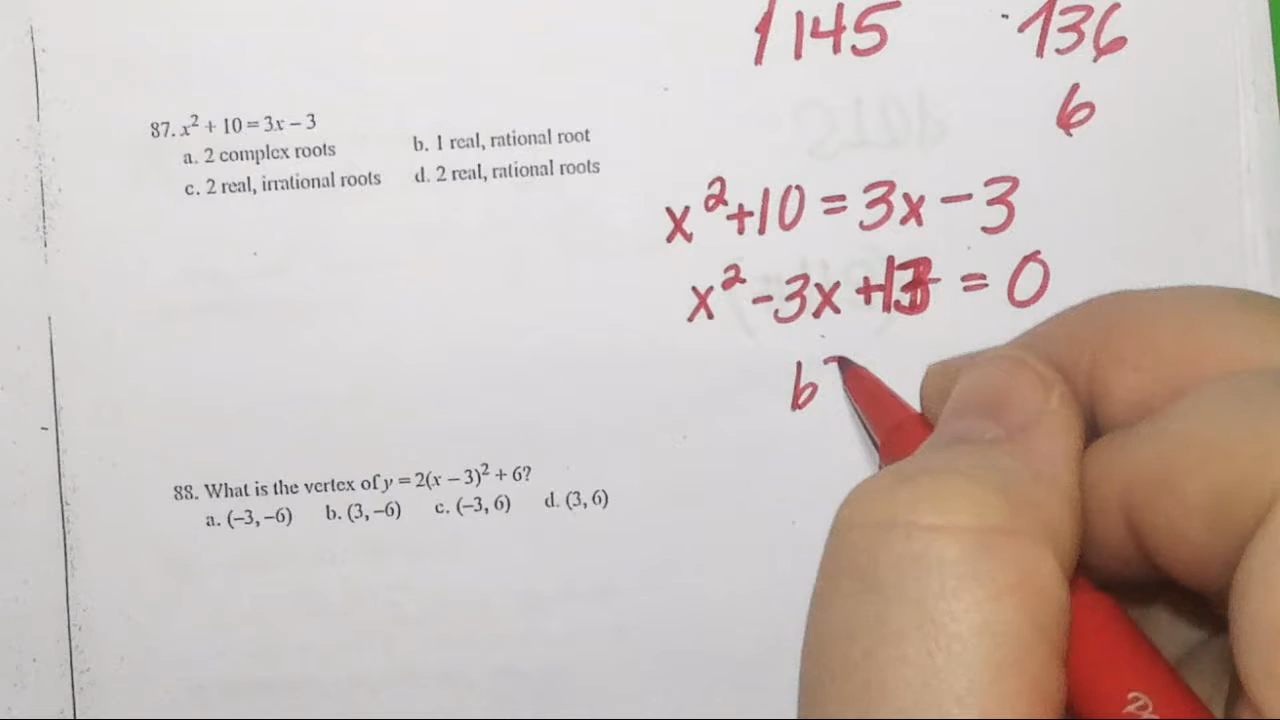 1145 136
6
87. x² + 10 = 3x – 3
a. 2 complex roots b. 1 real, rational root
c. 2 real, irrational roots d. 2 real, rational roots
x² + 10 = 3x – 3
x² – 3x + 13 = 0
b
88. What is the vertex of y = 2(x – 3)² + 6?
a. (–3, –6) b. (3, –6) c. (–3, 6) d. (3, 6)